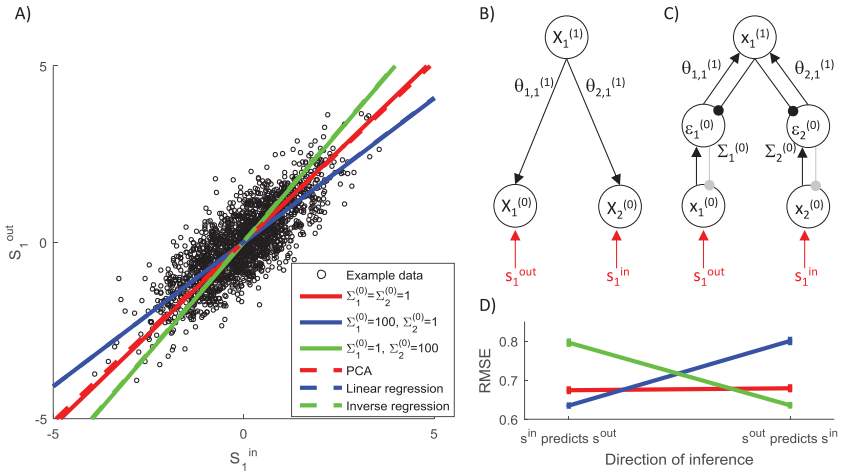 A)
5
0
-5
S₁ᵒᵘᵗ
-5
0
5
S₁ⁱⁿ
Example data
Σ₁⁽⁰⁾=Σ₂⁽⁰⁾=1
Σ₁⁽⁰⁾=100, Σ₂⁽⁰⁾=1
Σ₁⁽⁰⁾=1, Σ₂⁽⁰⁾=100
PCA
Linear regression
Inverse regression
B)
X₁⁽¹⁾
θ₁,₁⁽¹⁾
θ₂,₁⁽¹⁾
X₁⁽⁰⁾
X₂⁽⁰⁾
s₁ᵒᵘᵗ
s₁ⁱⁿ
C)
x₁⁽¹⁾
θ₁,₁⁽¹⁾
θ₂,₁⁽¹⁾
ε₁⁽⁰⁾
ε₂⁽⁰⁾
Σ₁⁽⁰⁾
Σ₂⁽⁰⁾
x₁⁽⁰⁾
x₂⁽⁰⁾
s₁ᵒᵘᵗ
s₁ⁱⁿ
D)
0.8
0.7
0.6
RMSE
sⁱⁿ predicts sᵒᵘᵗ
sᵒᵘᵗ predicts sⁱⁿ
Direction of inference